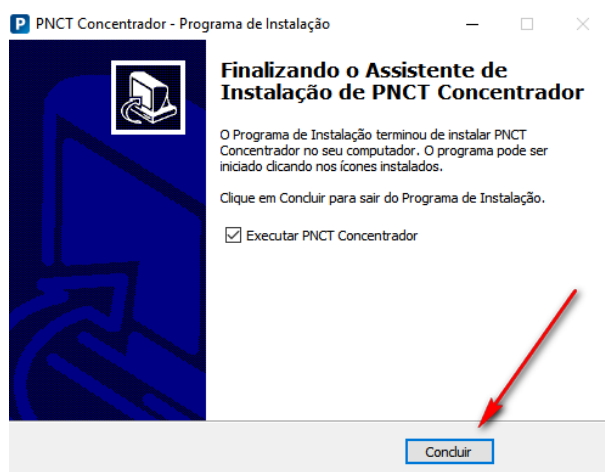 P PNCT Concentrador - Programa de Instalação
Finalizando o Assistente de
Instalação de PNCT Concentrador
O Programa de Instalação terminou de instalar PNCT
Concentrador no seu computador. O programa pode ser
iniciado clicando nos ícones instalados.
Clique em Concluir para sair do Programa de Instalação.
Executar PNCT Concentrador
Concluir